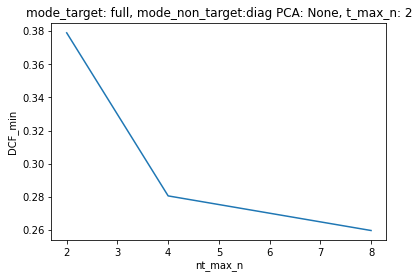 mode_target: full, mode_non_target:diag PCA: None, t_max_n: 2
0.38
0.36
0.34
0.32
0.30
0.28
0.26
DCF_min
2 3 4 5 6 7 8
nt_max_n